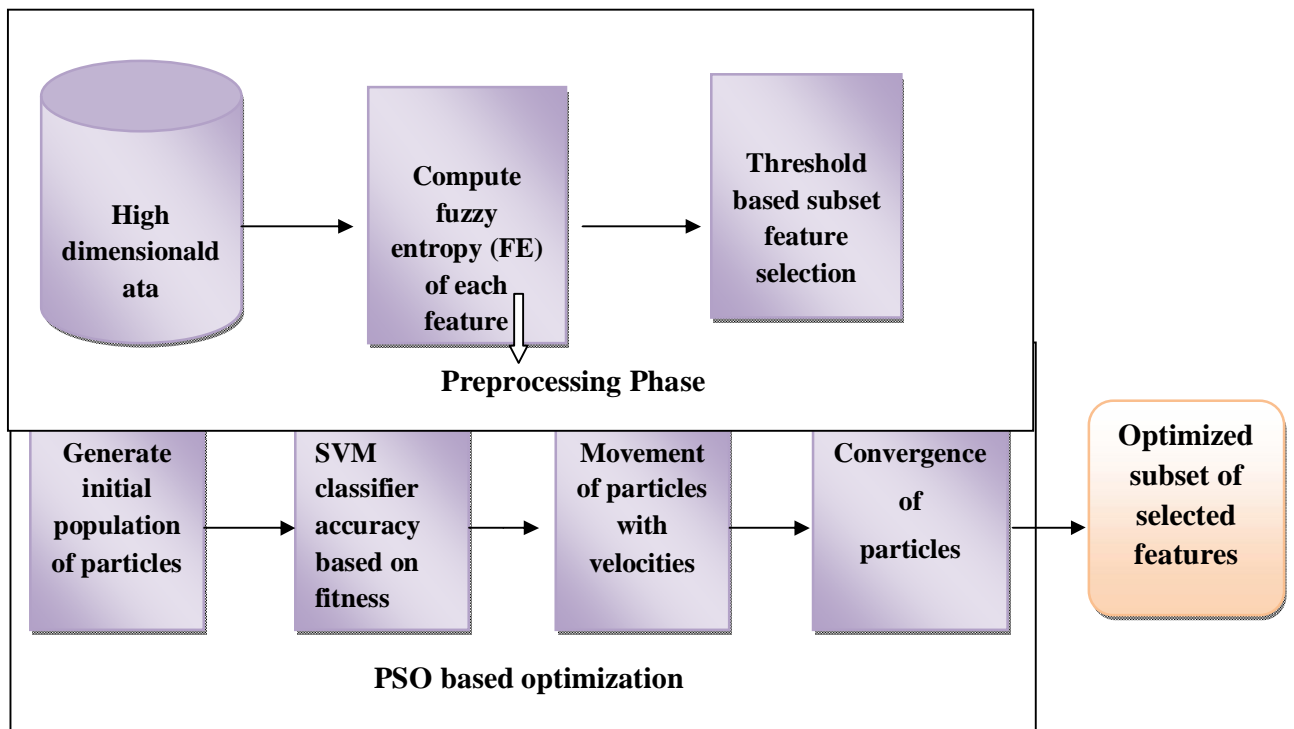 High
dimensionald
ata
Compute
fuzzy
entropy (FE)
of each
feature
Threshold
based subset
feature
selection
Preprocessing Phase
Generate
initial
population
of particles
SVM
classifier
accuracy
based on
fitness
Movement
of particles
with
velocities
Convergence
of
particles
Optimized
subset of
selected
features
PSO based optimization